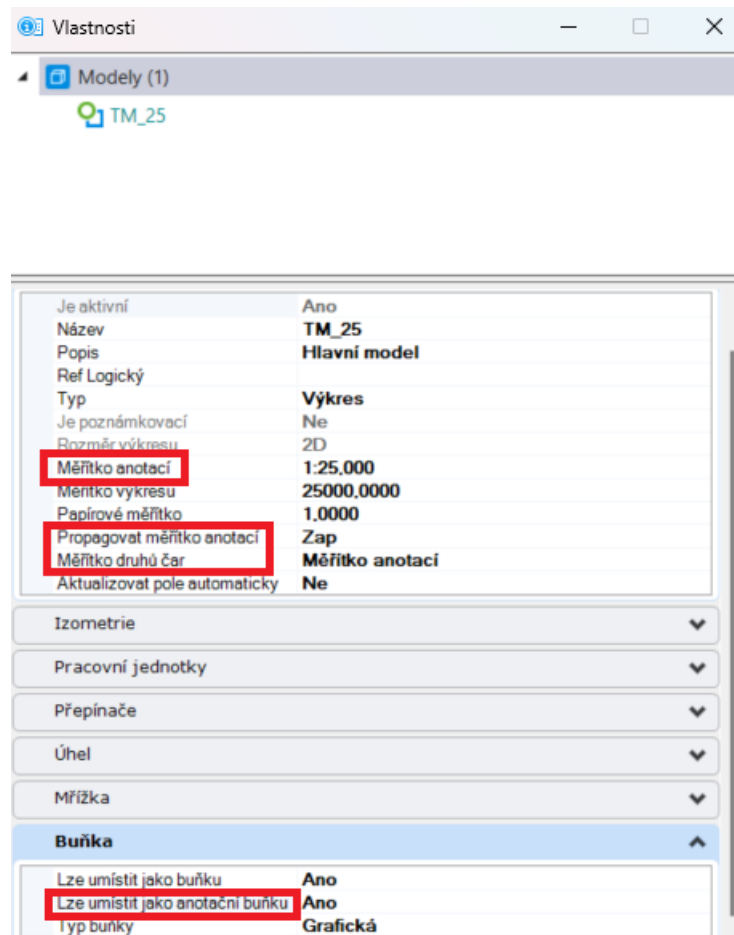 Vlastnosti
Modely (1)
TM_25
Je aktivní Ano
Název TM_25
Popis Hlavní model
Ref Logický
Typ Výkres
Je poznámkovací Ne
Rozměr výkresu 2D
Měřítko anotací 1:25,000
Měřítko výkresu 25000,0000
Papírové měřítko 1,0000
Propagovat měřítko anotací Zap
Měřítko druhů čar Měřítko anotací
Aktualizovat pole automaticky Ne
Izometrie
Pracovní jednotky
Přepínače
Úhel
Mřížka
Buňka
Lze umístit jako buňku Ano
Lze umístit jako anotační buňku Ano
Typ buňky Grafická